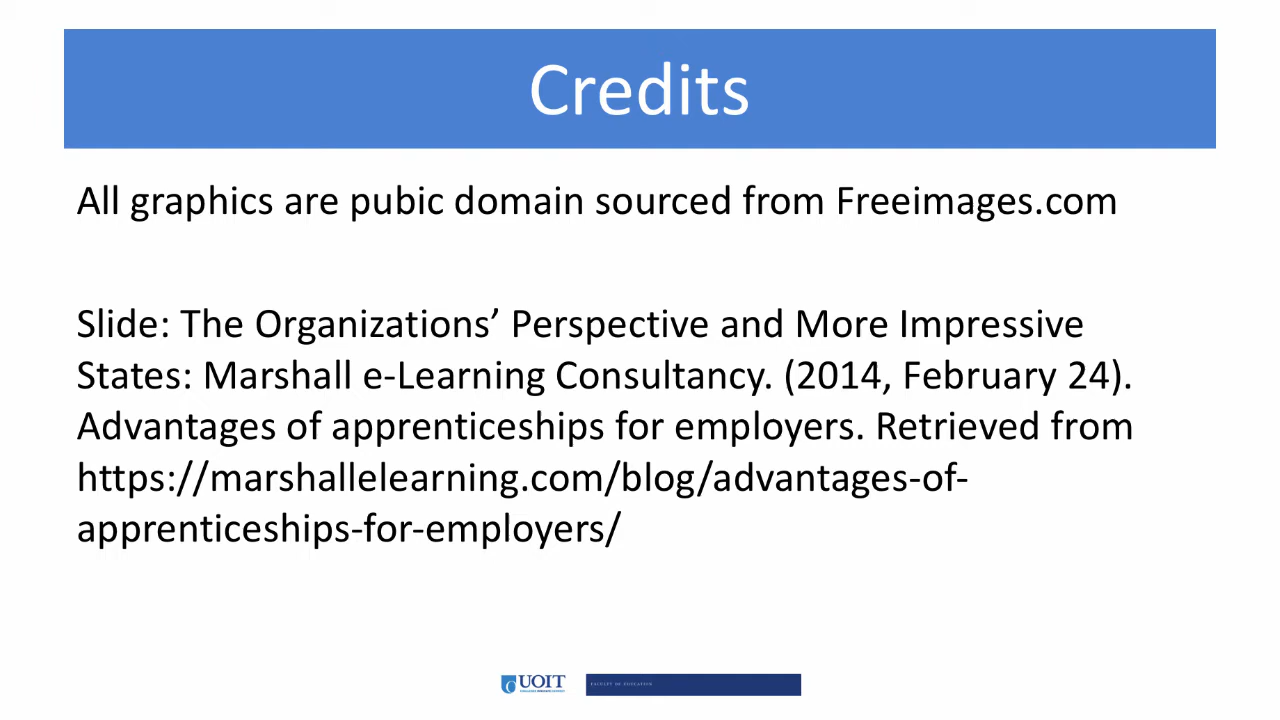 Credits
All graphics are pubic domain sourced from Freeimages.com
Slide: The Organizations’ Perspective and More Impressive
States: Marshall e-Learning Consultancy. (2014, February 24).
Advantages of apprenticeships for employers. Retrieved from
https://marshallelearning.com/blog/advantages-of-
apprenticeships-for-employers/
UOIT
FACULTY OF EDUCATION